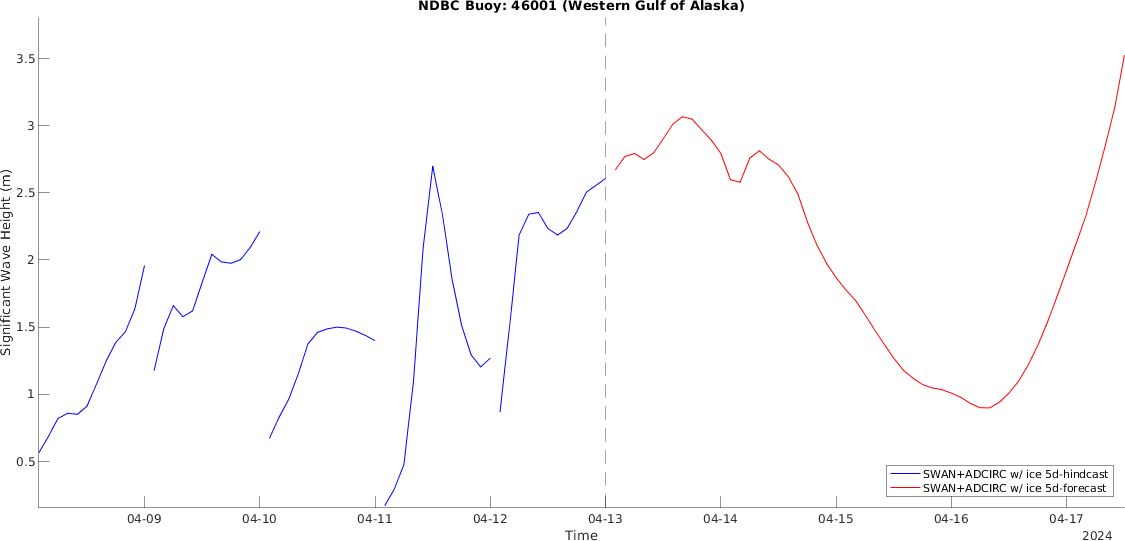 NDBC Buoy: 46001 (Western Gulf of Alaska)
3.5
3
2.5
2
1.5
1
0.5
Significant Wave Height (m)
04-09 04-10 04-11 04-12 04-13 04-14 04-15 04-16 04-17
Time
2024
SWAN+ADCIRC w/ ice 5d-hindcast
SWAN+ADCIRC w/ ice 5d-forecast